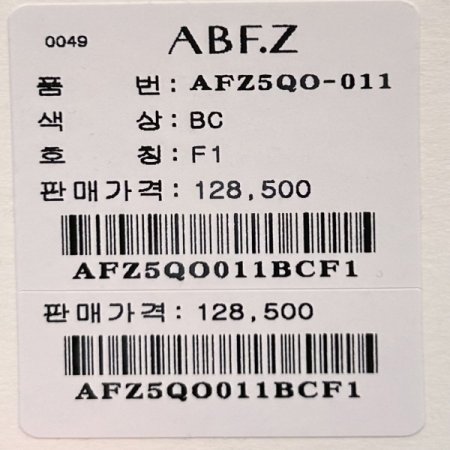 0049 ABF.Z
품 번: AFZ5QO-011
색 상: BC
호 칭: F1
판매가격: 128,500
AFZ5QO011BCF1
판매가격: 128,500
AFZ5QO011BCF1